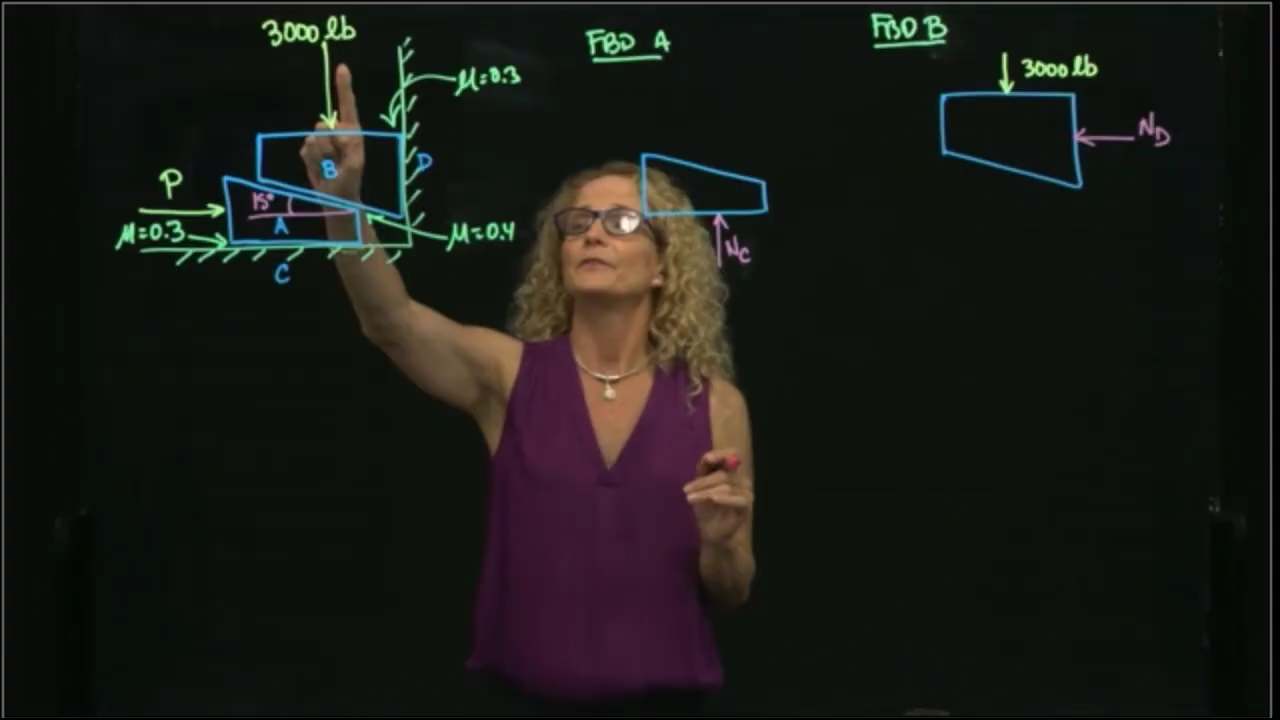 3000 lb
μ=0.3
B
D
P
15°
A
μ=0.3
μ=0.4
C
FBD A
N_C
FBD B
3000 lb
N_D